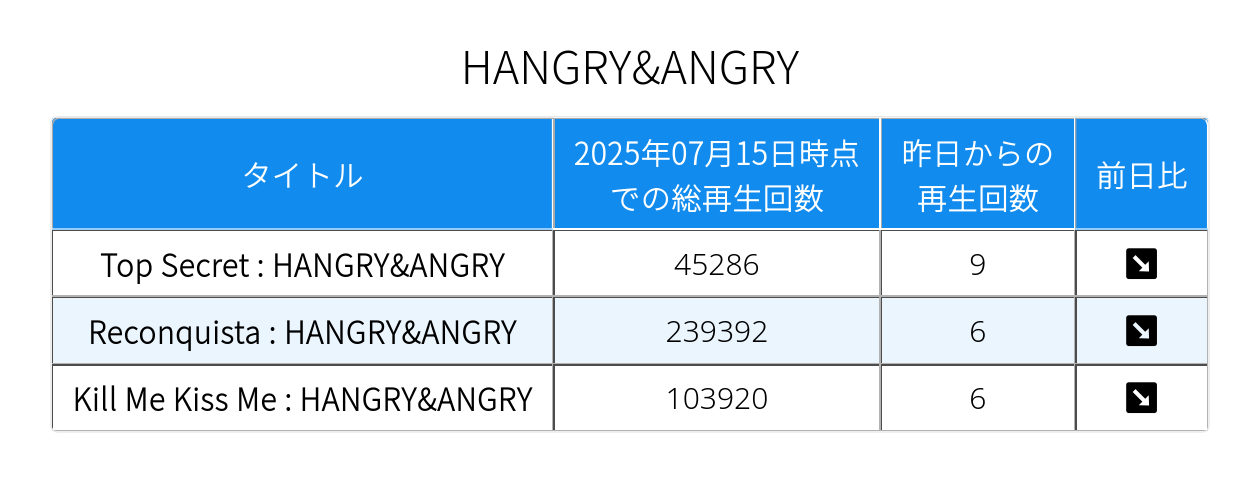 HANGRY&ANGRY
タイトル
2025年07月15日時点
での総再生回数
昨日からの
再生回数
前日比
Top Secret : HANGRY&ANGRY
45286
9
↘
Reconquista : HANGRY&ANGRY
239392
6
↘
Kill Me Kiss Me : HANGRY&ANGRY
103920
6
↘